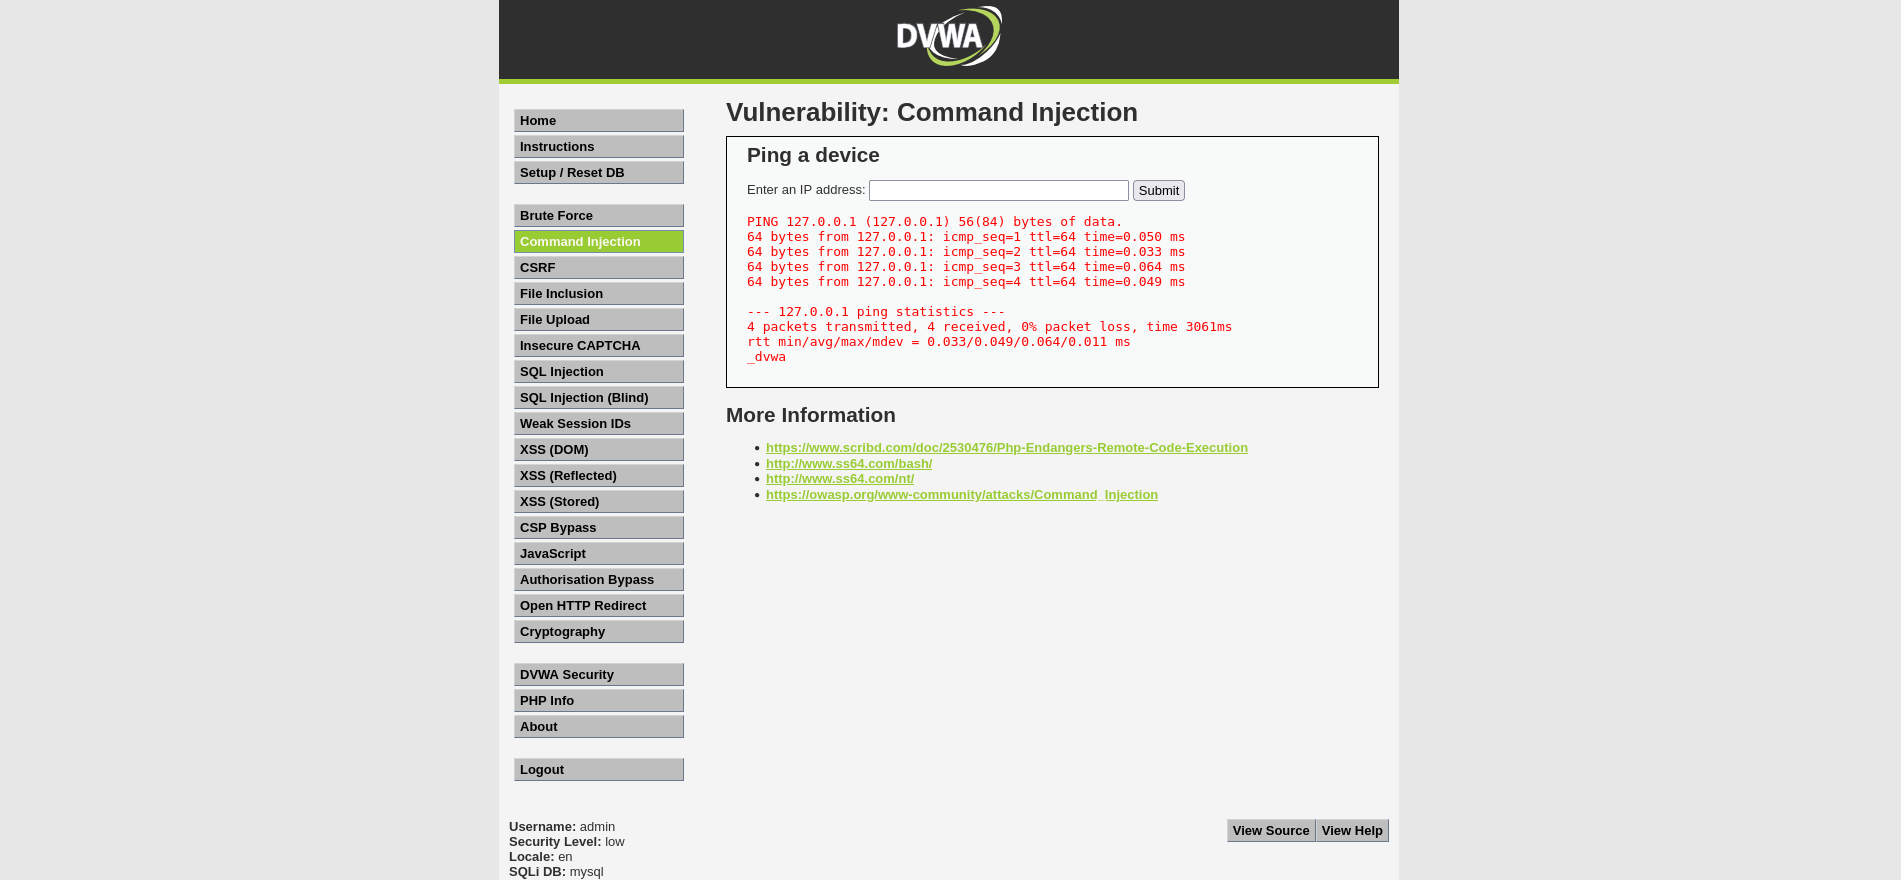 DVWA
Vulnerability: Command Injection
Home
Instructions
Setup / Reset DB
Brute Force
Command Injection
CSRF
File Inclusion
File Upload
Insecure CAPTCHA
SQL Injection
SQL Injection (Blind)
Weak Session IDs
XSS (DOM)
XSS (Reflected)
XSS (Stored)
CSP Bypass
JavaScript
Authorisation Bypass
Open HTTP Redirect
Cryptography
DVWA Security
PHP Info
About
Logout
Ping a device
Enter an IP address: Submit
PING 127.0.0.1 (127.0.0.1) 56(84) bytes of data.
64 bytes from 127.0.0.1: icmp_seq=1 ttl=64 time=0.050 ms
64 bytes from 127.0.0.1: icmp_seq=2 ttl=64 time=0.033 ms
64 bytes from 127.0.0.1: icmp_seq=3 ttl=64 time=0.064 ms
64 bytes from 127.0.0.1: icmp_seq=4 ttl=64 time=0.049 ms
--- 127.0.0.1 ping statistics ---
4 packets transmitted, 4 received, 0% packet loss, time 3061ms
rtt min/avg/max/mdev = 0.033/0.049/0.064/0.011 ms
_dvwa
More Information
• https://www.scribd.com/doc/2530476/Php-Endangers-Remote-Code-Execution
• http://www.ss64.com/bash/
• http://www.ss64.com/nt/
• https://owasp.org/www-community/attacks/Command_Injection
Username: admin
Security Level: low
Locale: en
SQLi DB: mysql
View Source View Help